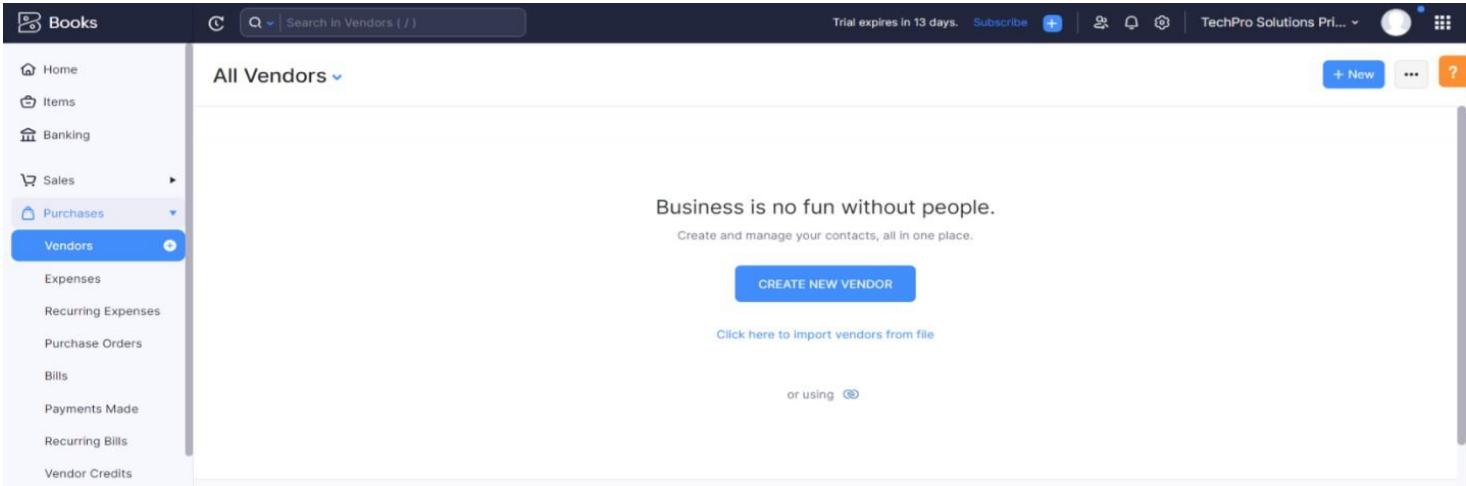 Books
Search in Vendors ( / )
Trial expires in 13 days. Subscribe
TechPro Solutions Pri...
Home
Items
Banking
Sales
Purchases
Vendors
Expenses
Recurring Expenses
Purchase Orders
Bills
Payments Made
Recurring Bills
Vendor Credits
All Vendors
+ New
?
Business is no fun without people.
Create and manage your contacts, all in one place.
CREATE NEW VENDOR
Click here to import vendors from file
or using